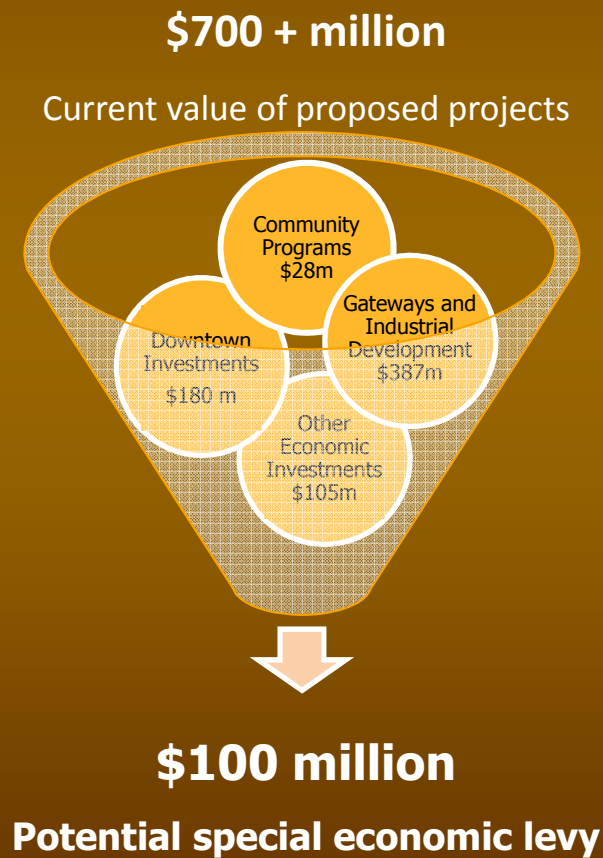 $700 + million
Current value of proposed projects
Community
Programs
$28m
Gateways and
Industrial
Development
$387m
Downtown
Investments
$180 m
Other
Economic
Investments
$105m
$100 million
Potential special economic levy